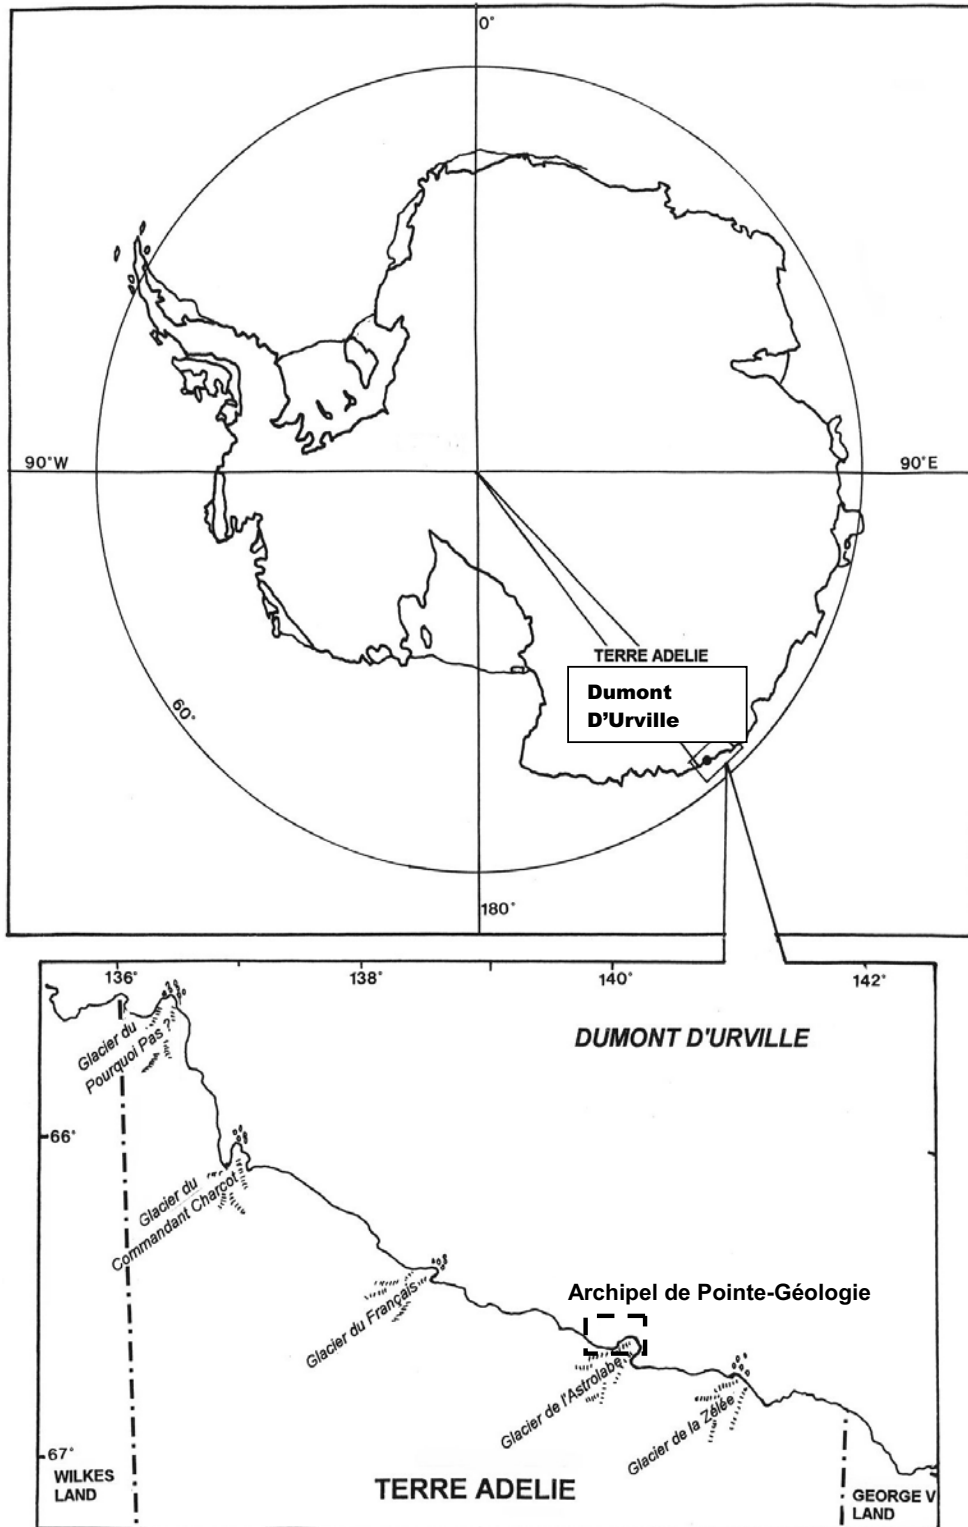 0°
90°W
90°E
TERRE ADELIE
Dumont
D’Urville
60°
180°
136°
138°
140°
142°
Glacier du
Pourquoi Pas ?
DUMONT D'URVILLE
66°
Glacier du
Commandant Charcot
Glacier du Français
Archipel de Pointe-Géologie
Glacier de l'Astrolabe
Glacier de la Zélée
67°
WILKES
LAND
TERRE ADELIE
GEORGE V
LAND